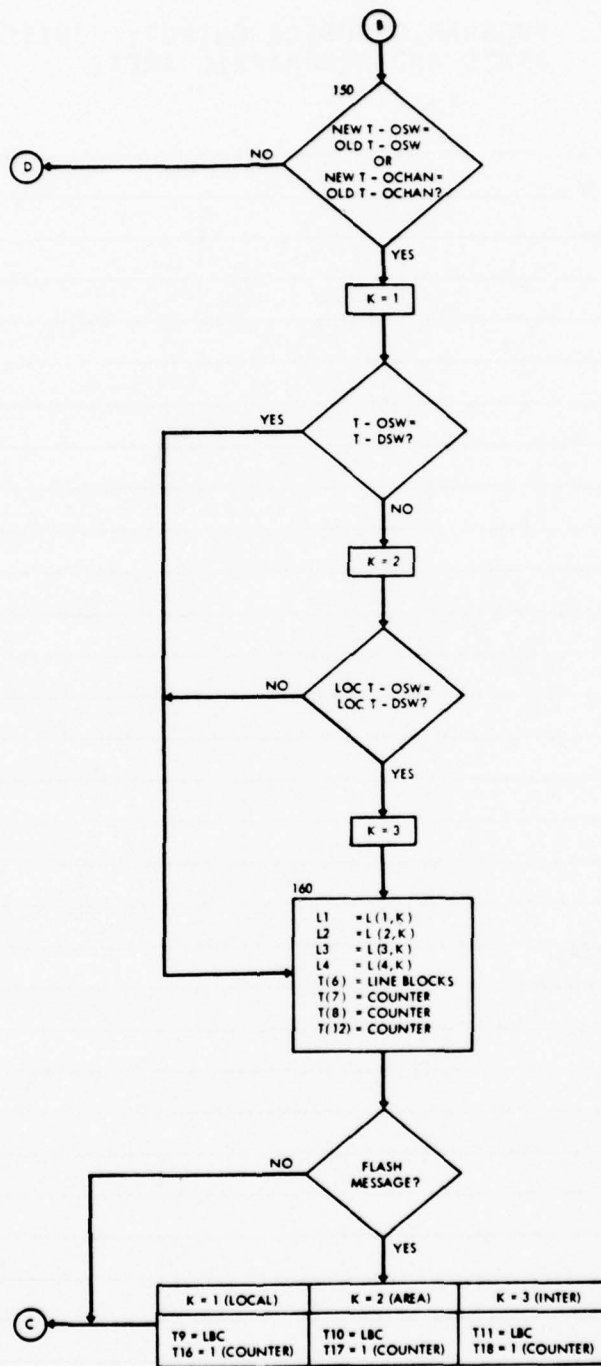 B
150
NEW T - OSW =
OLD T - OSW
OR
NEW T - OCHAN =
OLD T - OCHAN?
NO
D
YES
K = 1
YES
T - OSW =
T - DSW?
NO
K = 2
NO
LOC T - OSW =
LOC T - DSW?
YES
K = 3
160
L1 = L(1,K)
L2 = L(2,K)
L3 = L(3,K)
L4 = L(4,K)
T(6) = LINE BLOCKS
T(7) = COUNTER
T(8) = COUNTER
T(12) = COUNTER
NO
FLASH
MESSAGE?
YES
K = 1 (LOCAL) K = 2 (AREA) K = 3 (INTER)
C
T9 = LBC T10 = LBC T11 = LBC
T16 = 1 (COUNTER) T17 = 1 (COUNTER) T18 = 1 (COUNTER)